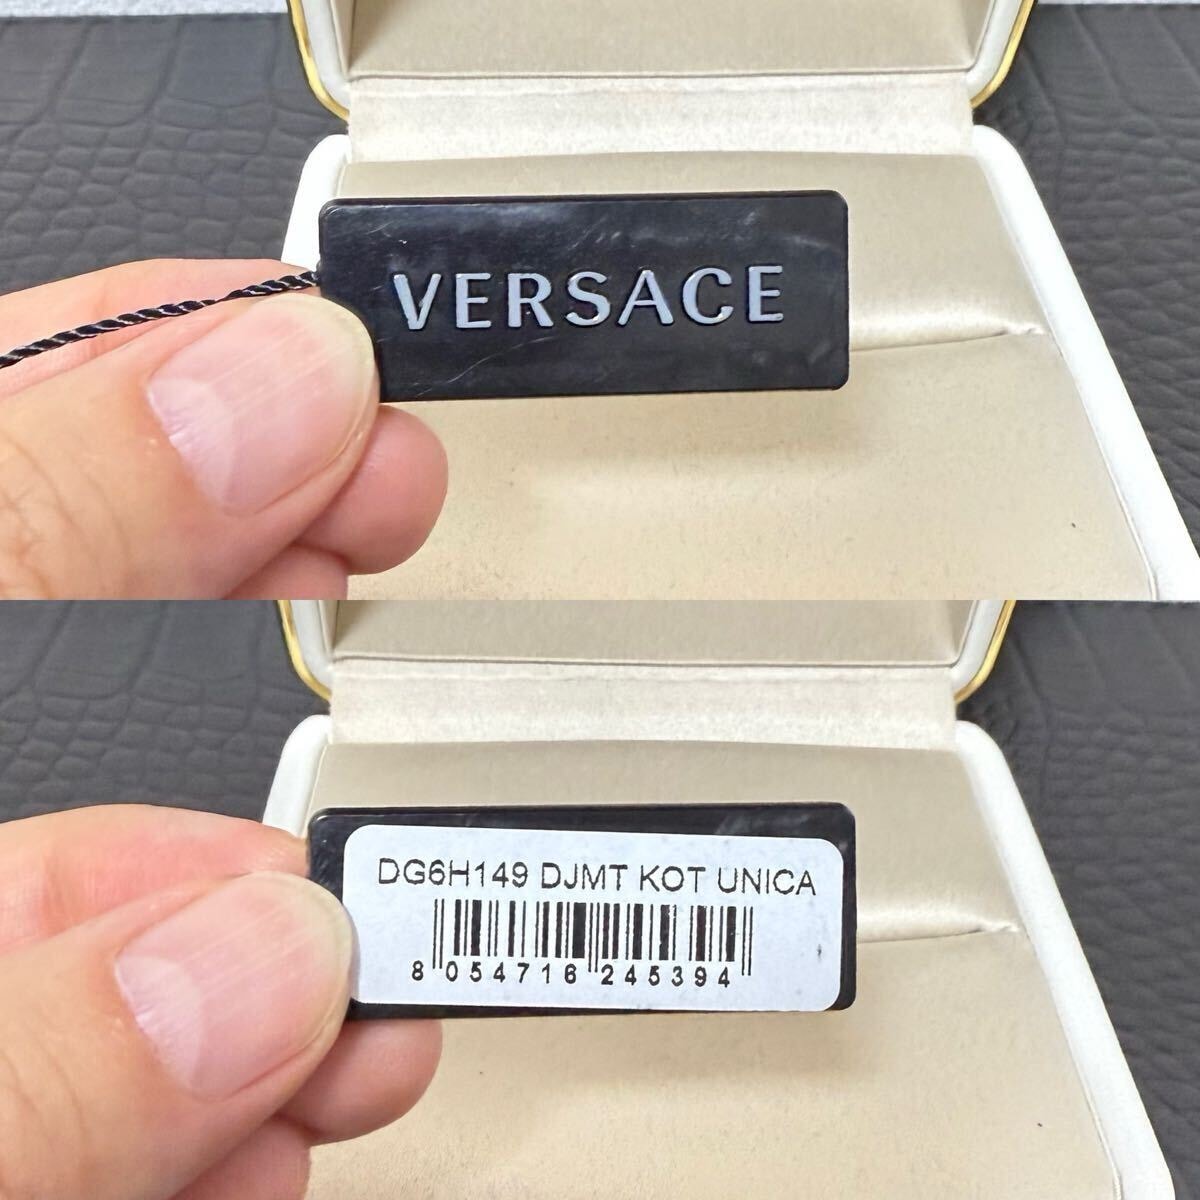 VERSACE
DG6H149 DJMT KOT UNICA
8 054716 245394